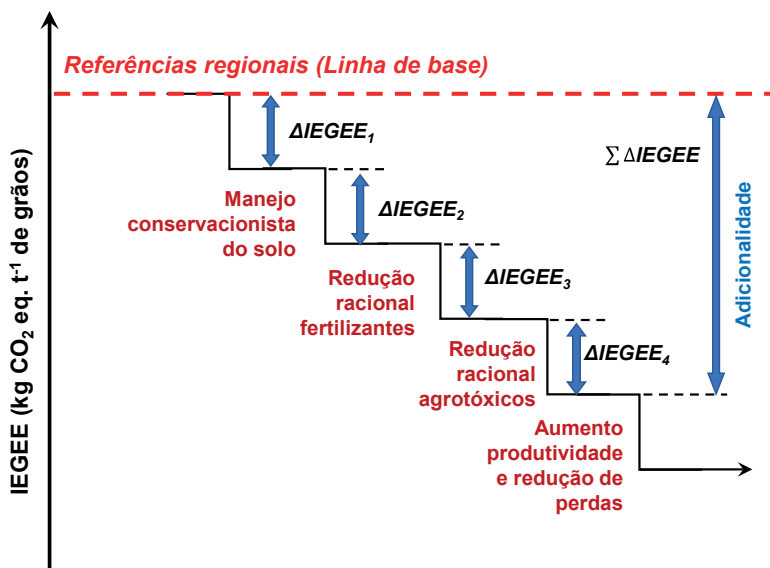 Referências regionais (Linha de base)
ΔIEGEE₁
∑ ΔIEGEE
Manejo
conservacionista
do solo
ΔIEGEE₂
Redução
racional
fertilizantes
ΔIEGEE₃
Redução
racional
agrotóxicos
ΔIEGEE₄
Aumento
produtividade
e redução de
perdas
Adicionalidade
IEGEE (kg CO₂ eq. t⁻¹ de grãos)